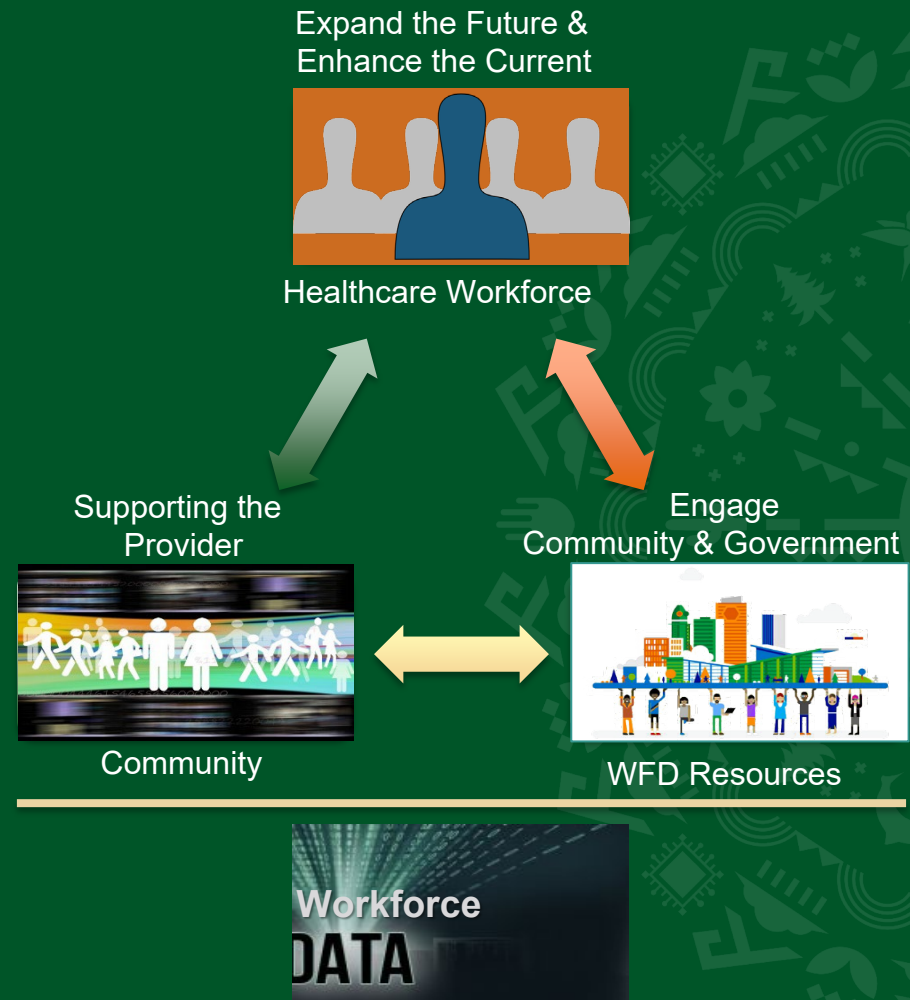 Expand the Future &
Enhance the Current
Healthcare Workforce
Supporting the
Provider
Community
Engage
Community & Government
WFD Resources
Workforce
DATA